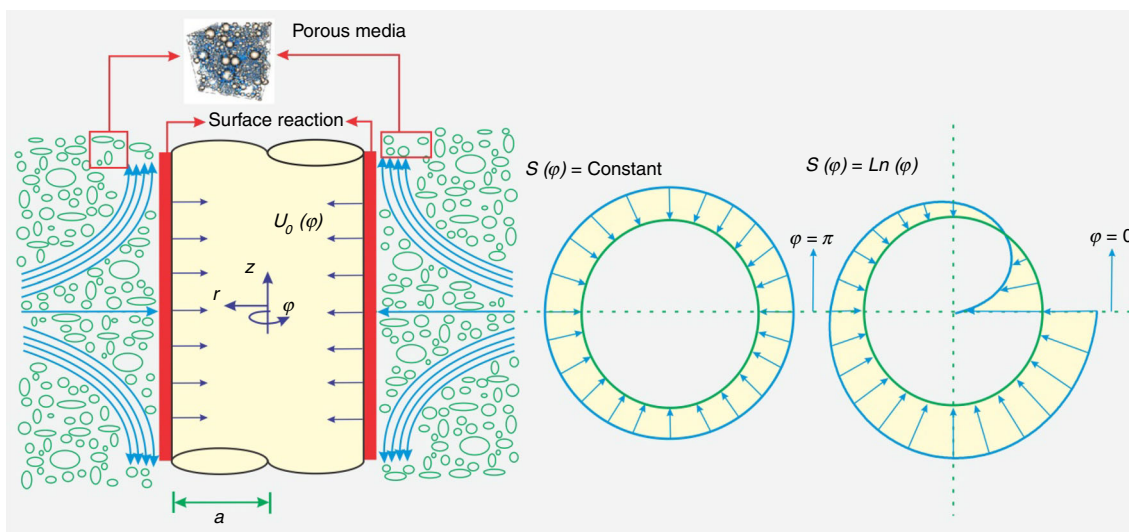 Porous media
Surface reaction
S (φ) = Constant
S (φ) = Ln (φ)
U₀ (φ)
φ = π
φ = 0
z
r
φ
a